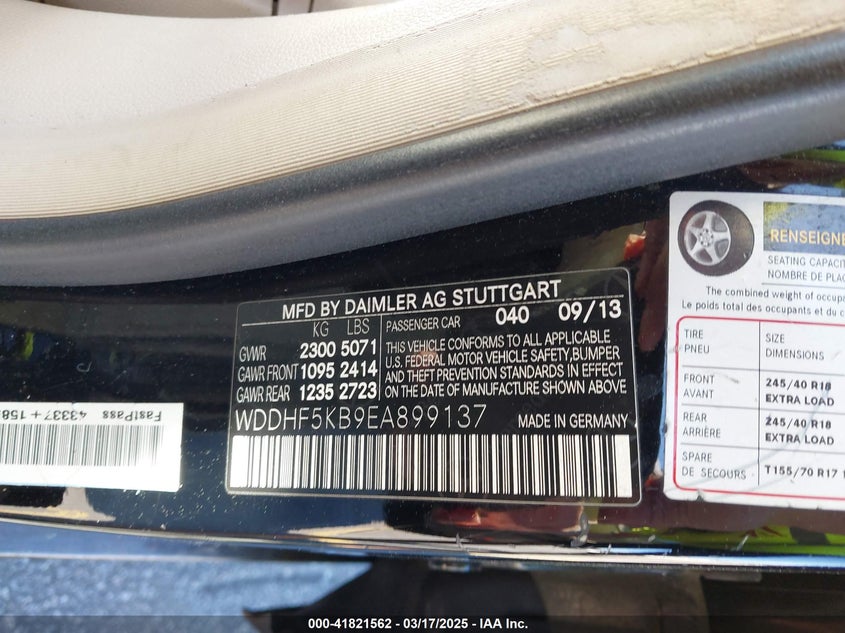 MFD BY DAIMLER AG STUTTGART
KG LBS
GVWR 2300 5071
GAWR FRONT 1095 2414
GAWR REAR 1235 2723
PASSENGER CAR 040 09/13
THIS VEHICLE CONFORMS TO ALL APPLICABLE
U.S. FEDERAL MOTOR VEHICLE SAFETY, BUMPER
AND THEFT PREVENTION STANDARDS IN EFFECT
ON THE DATE OF MANUFACTURE SHOWN ABOVE.
WDDHF5KB9EA899137
FastPass 43337+158
RENSEIGNE
SEATING CAPACIT
NOMBRE DE PLAC
The combined weight of occup
Le poids total des occupants et du c
TIRE
PNEU
SIZE
DIMENSIONS
FRONT
AVANT
245/40 R18
EXTRA LOAD
REAR
ARRIÈRE
245/40 R18
EXTRA LOAD
SPARE
DE SECOURS
T155/70 R17 1
000-41821562 / 03/17/2025 - IAA Inc.